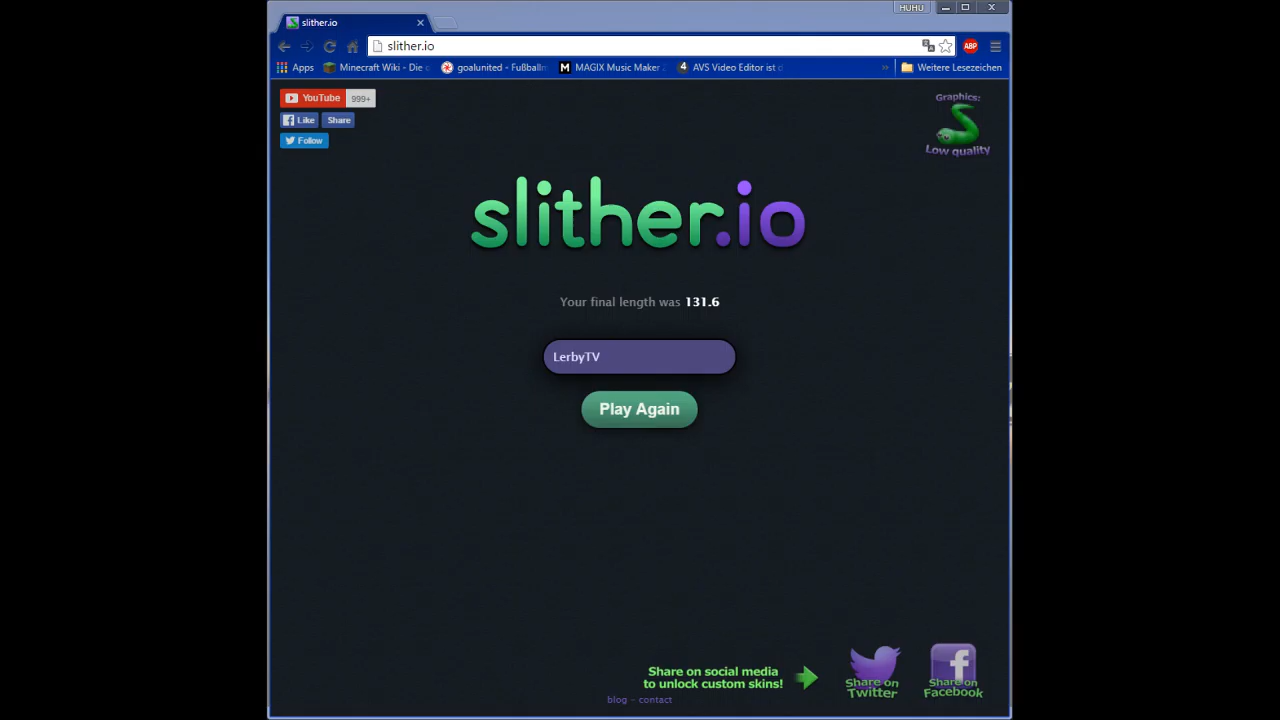 HUHU
slither.io
slither.io
ABP
Apps Minecraft Wiki - Die goalunited - Fußball M MAGIX Music Maker 4 AVS Video Editor ist » Weitere Lesezeichen
YouTube 999+
Like Share
Follow
Graphics:
Low quality
slither.io
Your final length was 131.6
LerbyTV
Play Again
Share on social media
to unlock custom skins!
Share on
Twitter
Share on
Facebook
blog - contact